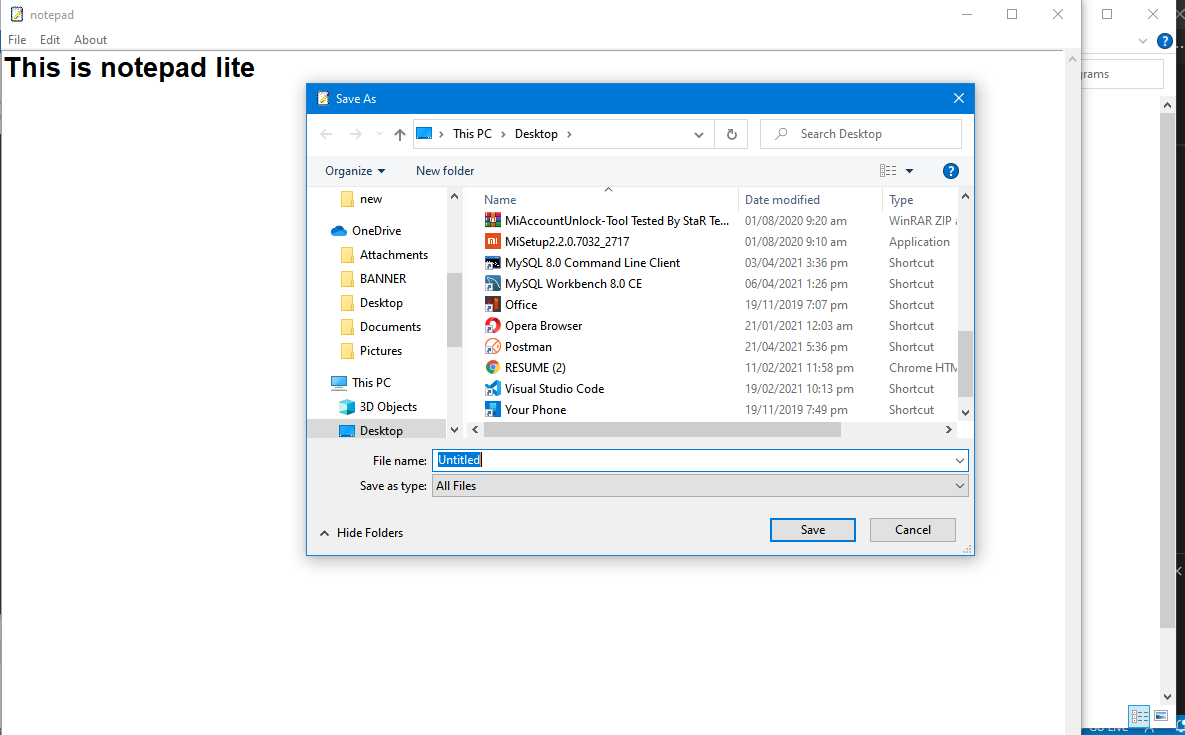 notepad
File Edit About
This is notepad lite
Save As
This PC Desktop
Search Desktop
Organize New folder
new
OneDrive
Attachments
BANNER
Desktop
Documents
Pictures
This PC
3D Objects
Desktop
Name Date modified Type
MiAccountUnlock-Tool Tested By StaR Te... 01/08/2020 9:20 am WinRAR ZIP
MiSetup2.2.0.7032_2717 01/08/2020 9:10 am Application
MySQL 8.0 Command Line Client 03/04/2021 3:36 pm Shortcut
MySQL Workbench 8.0 CE 06/04/2021 1:26 pm Shortcut
Office 19/11/2019 7:07 pm Shortcut
Opera Browser 21/01/2021 12:03 am Shortcut
Postman 21/04/2021 5:36 pm Shortcut
RESUME (2) 11/02/2021 11:58 pm Chrome HTM
Visual Studio Code 19/02/2021 10:13 pm Shortcut
Your Phone 19/11/2019 7:49 pm Shortcut
File name: Untitled
Save as type: All Files
Hide Folders
Save Cancel
grams
Go Live